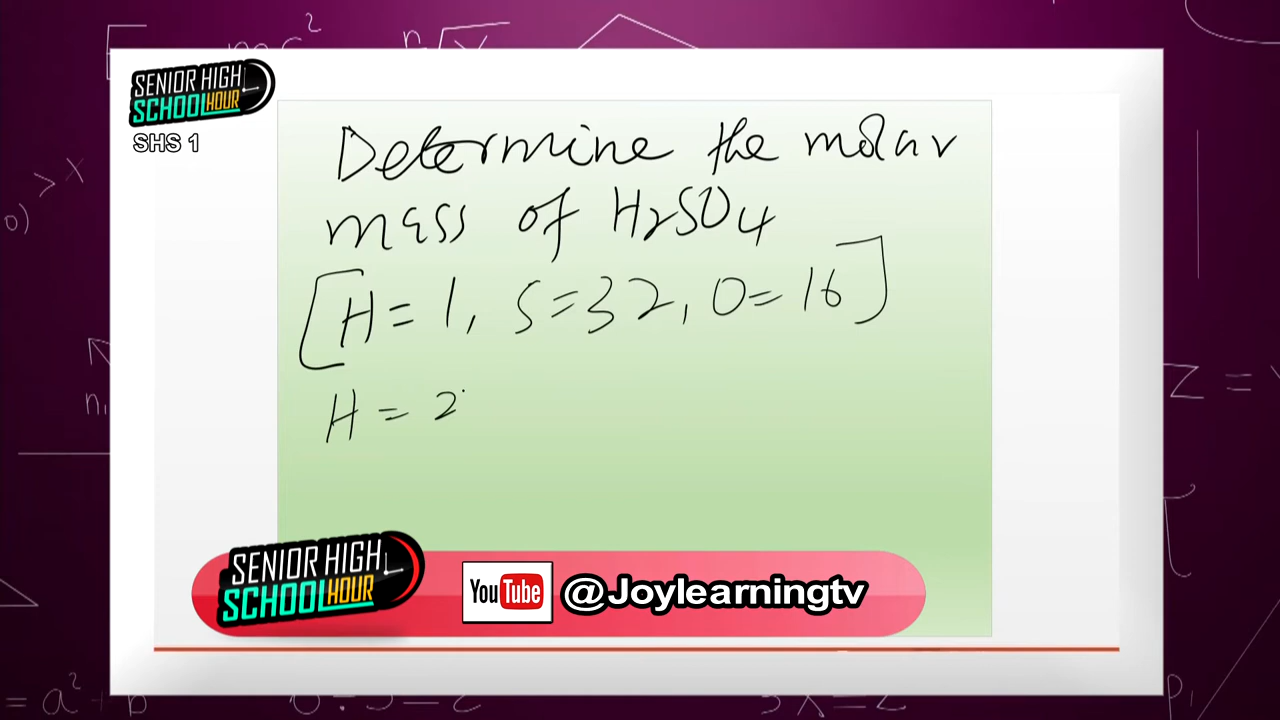 SENIOR HIGH
SCHOOL HOUR
SHS 1
Determine the molar
mass of H₂SO₄
[H = 1, S = 32, O = 16]
H = 2
SENIOR HIGH
SCHOOL HOUR
YouTube @Joylearningtv
= a² + b